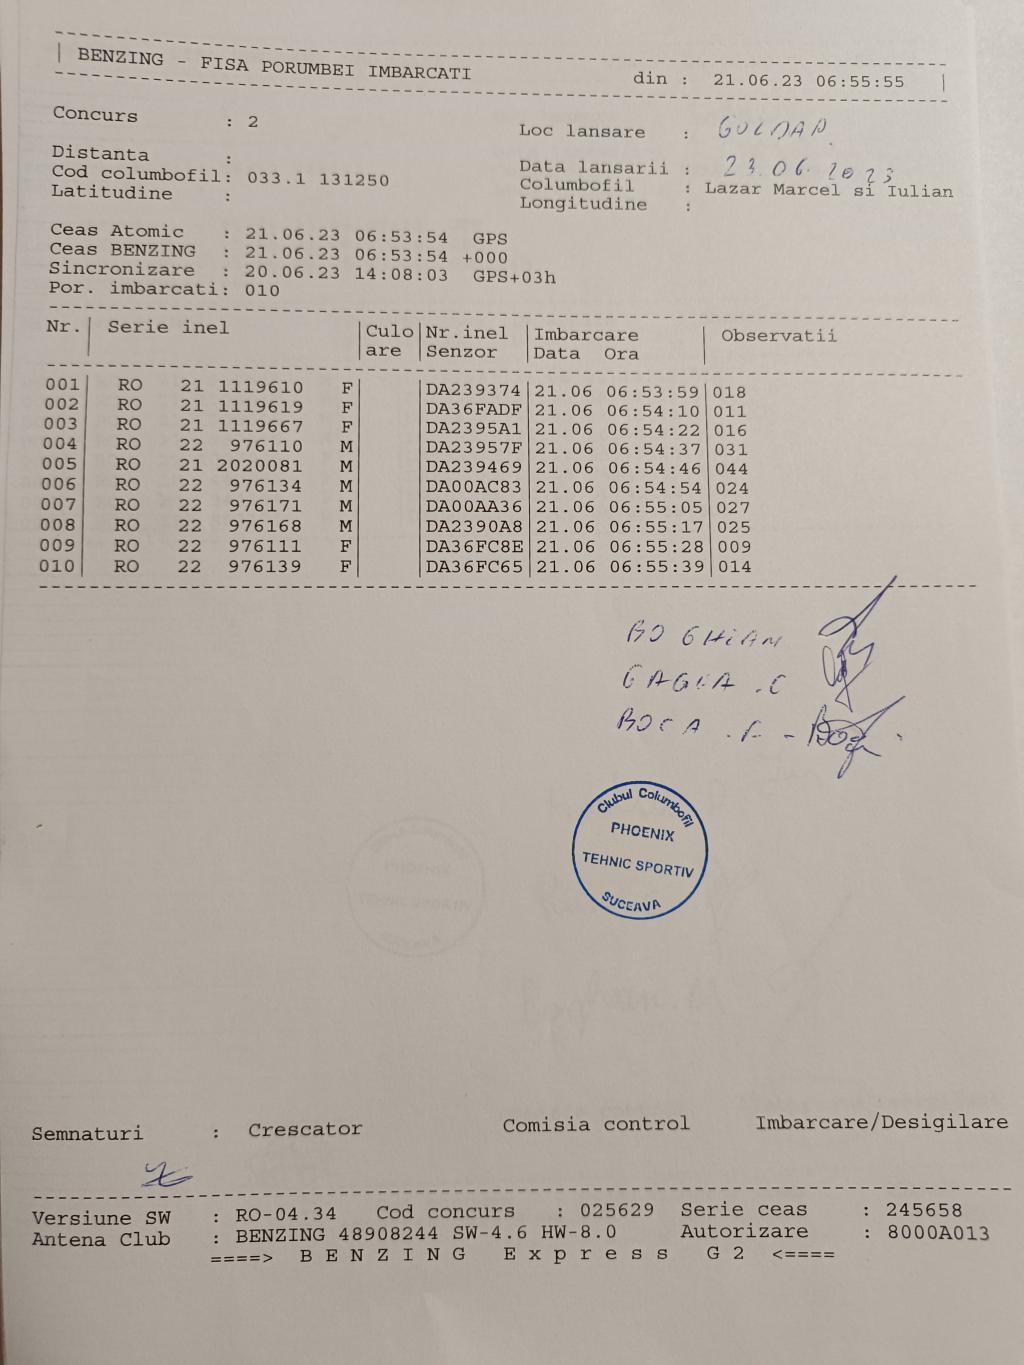 BENZING - FISA PORUMBEI IMBARCATI din : 21.06.23 06:55:55
Concurs : 2
Loc lansare : GOLDAP
Distanta :
Data lansarii : 23.06.2023
Cod columbofil: 033.1 131250
Columbofil : Lazar Marcel si Iulian
Latitudine :
Longitudine :
Ceas Atomic : 21.06.23 06:53:54 GPS
Ceas BENZING : 21.06.23 06:53:54 +000
Sincronizare : 20.06.23 14:08:03 GPS+03h
Por. imbarcati: 010
Nr. Serie inel Culo Nr.inel Imbarcare Observatii
are Senzor Data Ora
001 RO 21 1119610 F DA239374 21.06 06:53:59 018
002 RO 21 1119619 F DA36FADF 21.06 06:54:10 011
003 RO 21 1119667 F DA2395A1 21.06 06:54:22 016
004 RO 22 976110 M DA23957F 21.06 06:54:37 031
005 RO 21 2020081 M DA239469 21.06 06:54:46 044
006 RO 22 976134 M DA00AC83 21.06 06:54:54 024
007 RO 22 976171 M DA00AA36 21.06 06:55:05 027
008 RO 22 976168 M DA2390A8 21.06 06:55:17 025
009 RO 22 976111 F DA36FC8E 21.06 06:55:28 009
010 RO 22 976139 F DA36FC65 21.06 06:55:39 014
BOGHIAN
.C
BOCA .F. -
Clubul Columbofil
PHOENIX
TEHNIC SPORTIV
SUCEAVA
Semnaturi : Crescator Comisia control Imbarcare/Desigilare
Versiune SW : RO-04.34 Cod concurs : 025629 Serie ceas : 245658
Antena Club : BENZING 48908244 SW-4.6 HW-8.0 Autorizare : 8000A013
====> B E N Z I N G E x p r e s s G 2 <====